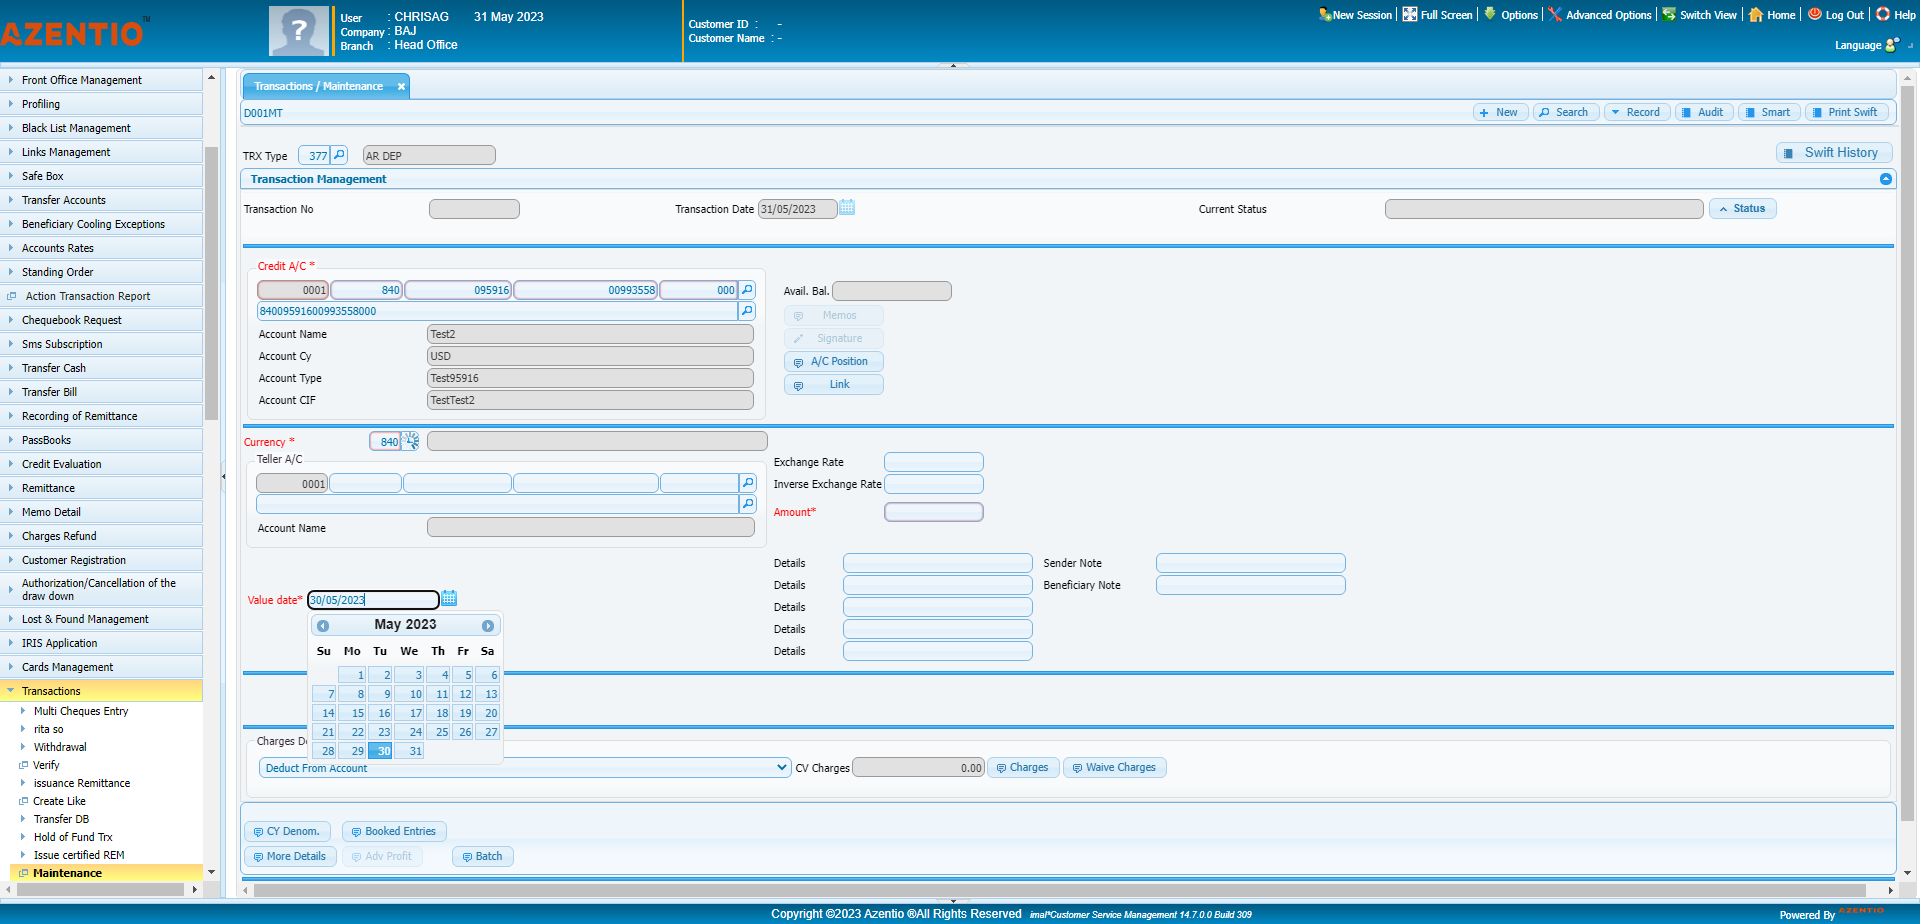 AZENTIO™
User : CHRISAG 31 May 2023
Company : BAJ
Branch : Head Office
Customer ID : -
Customer Name : -
New Session Full Screen Options Advanced Options Switch View Home Log Out Help
Language
Front Office Management
Profiling
Black List Management
Links Management
Safe Box
Transfer Accounts
Beneficiary Cooling Exceptions
Accounts Rates
Standing Order
Action Transaction Report
Chequebook Request
Sms Subscription
Transfer Cash
Transfer Bill
Recording of Remittance
PassBooks
Credit Evaluation
Remittance
Memo Detail
Charges Refund
Customer Registration
Authorization/Cancellation of the
draw down
Lost & Found Management
IRIS Application
Cards Management
Transactions
Multi Cheques Entry
rita so
Withdrawal
Verify
issuance Remittance
Create Like
Transfer DB
Hold of Fund Trx
Issue certified REM
Maintenance
Transactions / Maintenance
D001MT
New Search Record Audit Smart Print Swift
TRX Type 377 AR DEP
Swift History
Transaction Management
Transaction No
Transaction Date 31/05/2023
Current Status
Status
Credit A/C *
0001 840 095916 00993558 000
84009591600993558000
Account Name Test2
Account Cy USD
Account Type Test95916
Account CIF TestTest2
Avail. Bal.
Memos
Signature
A/C Position
Link
Currency * 840
Teller A/C
0001
Account Name
Exchange Rate
Inverse Exchange Rate
Amount*
Value date* 30/05/2023
May 2023
Su Mo Tu We Th Fr Sa
1 2 3 4 5 6
7 8 9 10 11 12 13
14 15 16 17 18 19 20
21 22 23 24 25 26 27
28 29 30 31
Details Sender Note
Details Beneficiary Note
Details
Details
Details
Charges D
Deduct From Account
CV Charges 0.00 Charges Waive Charges
CY Denom. Booked Entries
More Details Adv Profit Batch
Copyright ©2023 Azentio ®All Rights Reserved imal*Customer Service Management 14.7.0.0 Build 309
Powered By AZENTIO